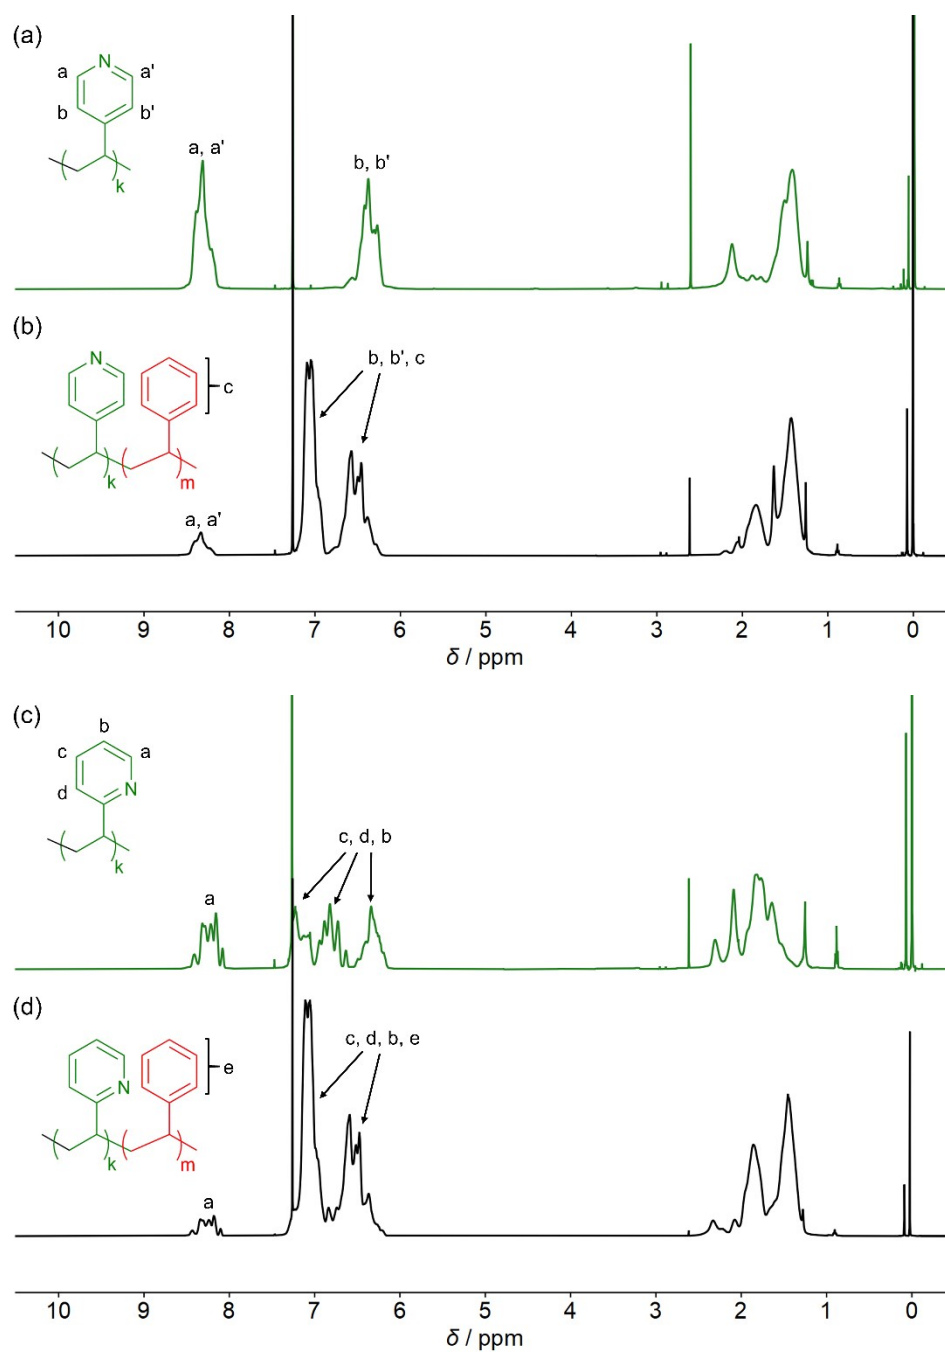 (a)
N
a a'
b b'
k
a, a'
b, b'
(b)
N
c
k m
a, a'
b, b', c
10 9 8 7 6 5 4 3 2 1 0
δ / ppm
(c)
b
c a
d N
k
a
c, d, b
(d)
N
e
k m
a
c, d, b, e
10 9 8 7 6 5 4 3 2 1 0
δ / ppm